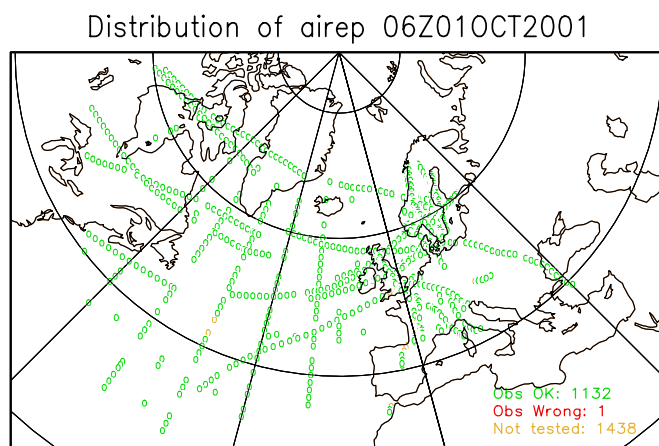 Distribution of airep 06Z01OCT2001
Obs OK: 1132
Obs Wrong: 1
Not tested: 1438